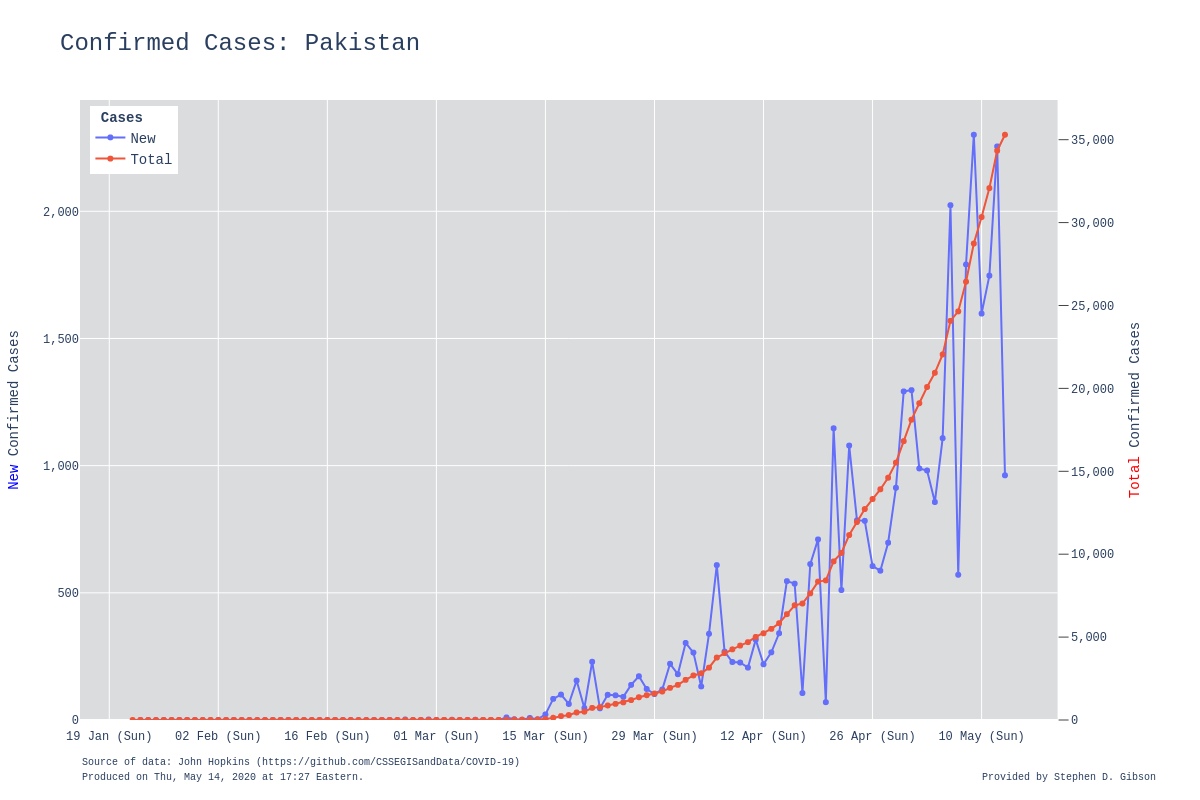 Confirmed Cases: Pakistan
Cases
New
Total
2,000
1,500
1,000
500
0
35,000
30,000
25,000
20,000
15,000
10,000
5,000
0
New Confirmed Cases
Total Confirmed Cases
19 Jan (Sun) 02 Feb (Sun) 16 Feb (Sun) 01 Mar (Sun) 15 Mar (Sun) 29 Mar (Sun) 12 Apr (Sun) 26 Apr (Sun) 10 May (Sun)
Source of data: John Hopkins (https://github.com/CSSEGISandData/COVID-19)
Produced on Thu, May 14, 2020 at 17:27 Eastern.
Provided by Stephen D. Gibson